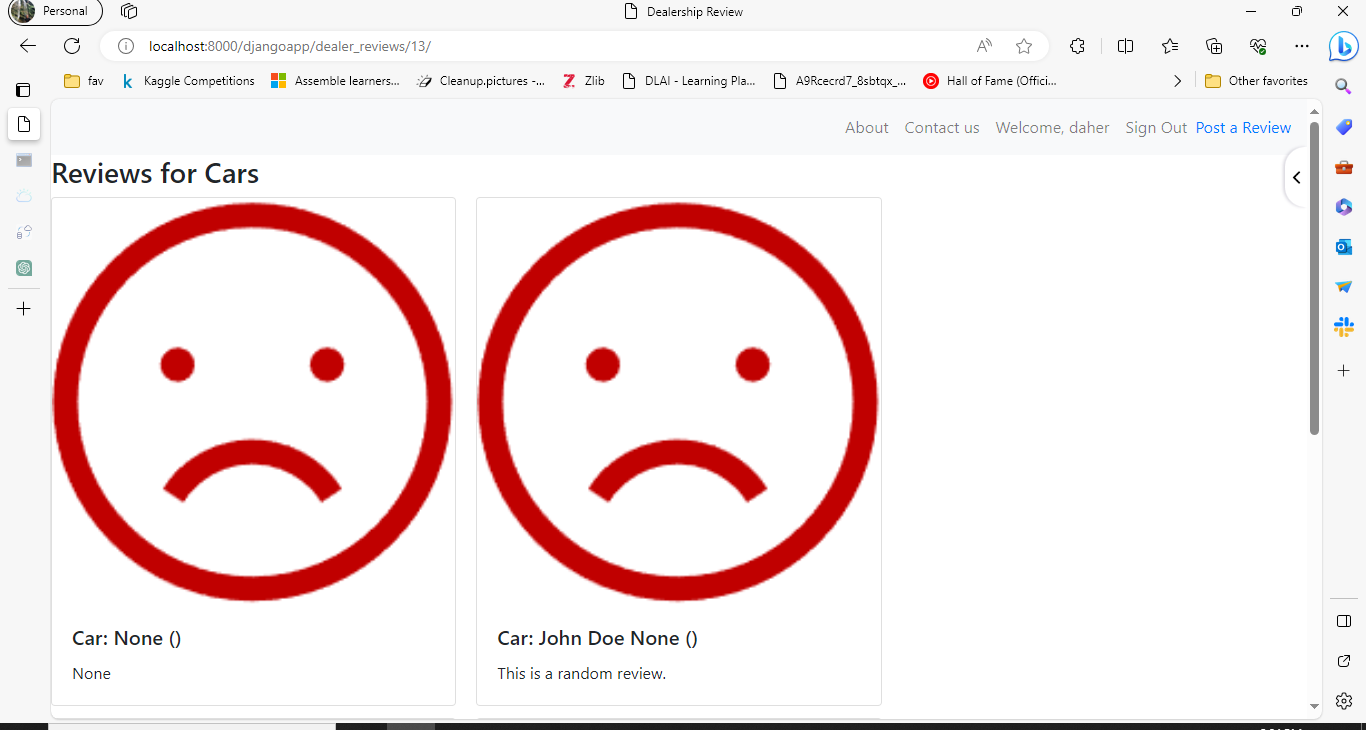 Personal
Dealership Review
localhost:8000/djangoapp/dealer_reviews/13/
fav
Kaggle Competitions
Assemble learners...
Cleanup.pictures -...
Zlib
DLAI - Learning Pla...
A9Rcecrd7_8sbtqx_...
Hall of Fame (Offici...
Other favorites
About
Contact us
Welcome, daher
Sign Out
Post a Review
Reviews for Cars
Car: None ()
None
Car: John Doe None ()
This is a random review.